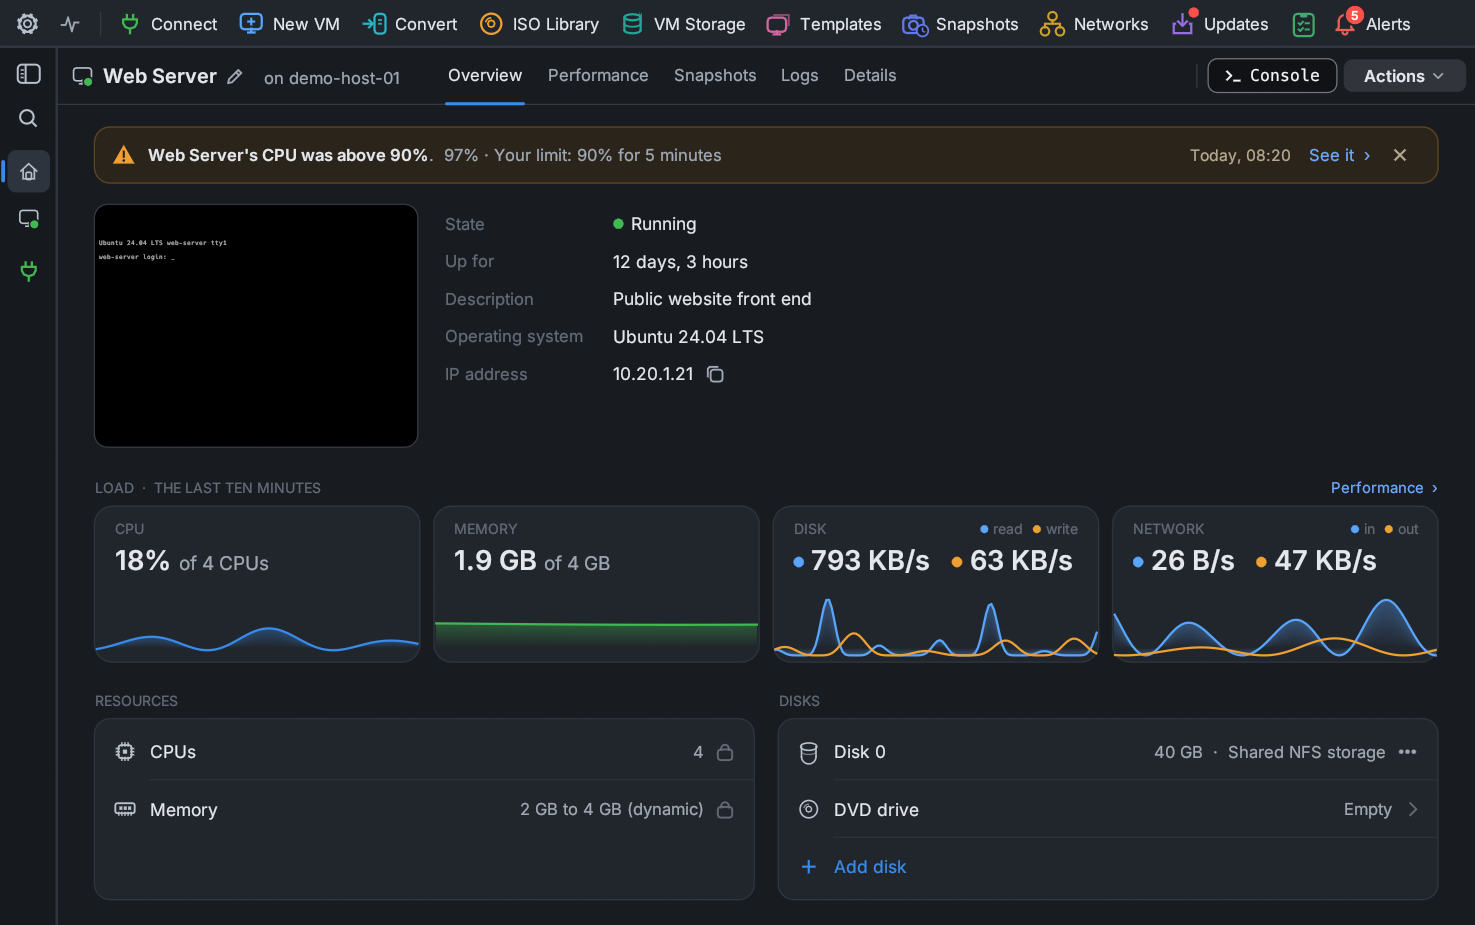 Connect New VM Convert ISO Library VM Storage Templates Snapshots Networks Updates 5 Alerts
Web Server on demo-host-01 Overview Performance Snapshots Logs Details >_ Console Actions
Web Server's CPU was above 90%. 97% · Your limit: 90% for 5 minutes Today, 08:20 See it ›
Ubuntu 24.04 LTS web-server tty1
web-server login: _
State Running
Up for 12 days, 3 hours
Description Public website front end
Operating system Ubuntu 24.04 LTS
IP address 10.20.1.21
LOAD · THE LAST TEN MINUTES Performance ›
CPU
18% of 4 CPUs
MEMORY
1.9 GB of 4 GB
DISK read write
793 KB/s 63 KB/s
NETWORK in out
26 B/s 47 KB/s
RESOURCES
CPUs 4
Memory 2 GB to 4 GB (dynamic)
DISKS
Disk 0 40 GB · Shared NFS storage
DVD drive Empty
+ Add disk